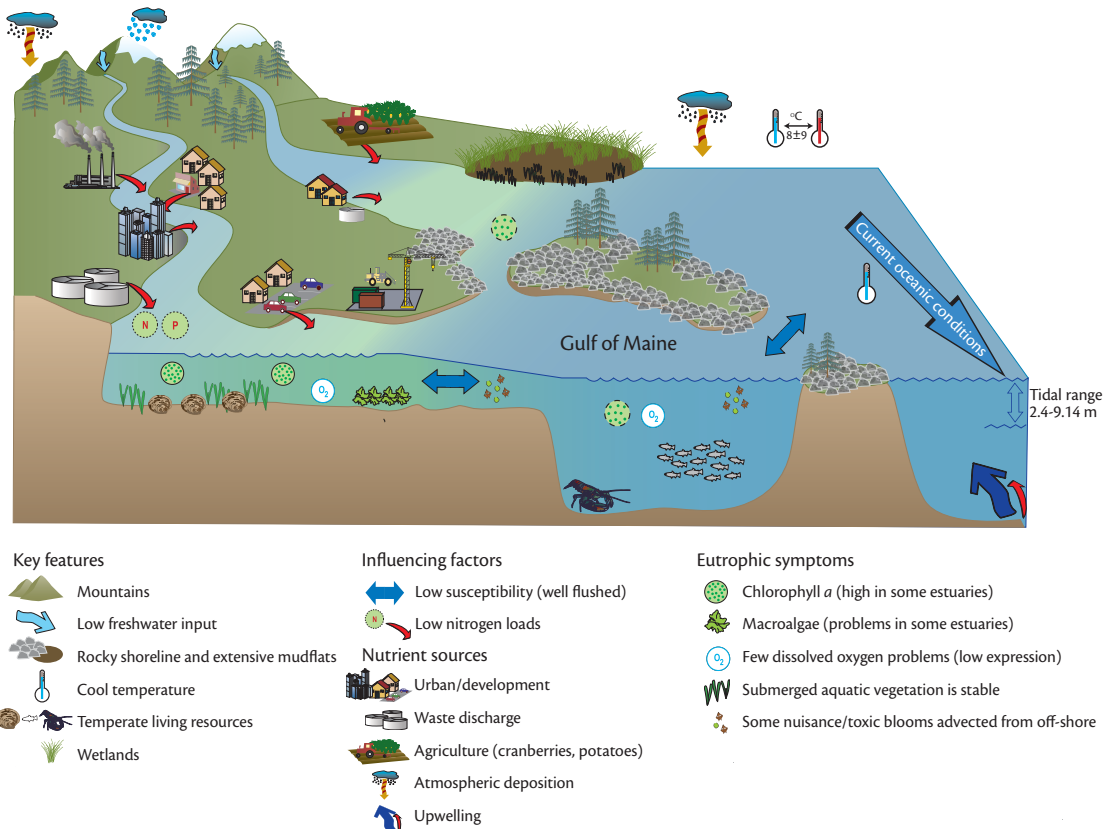 °C
8±9
Current oceanic conditions
N
P
Gulf of Maine
O₂
O₂
Tidal range
2.4-9.14 m
Key features
Mountains
Low freshwater input
Rocky shoreline and extensive mudflats
Cool temperature
Temperate living resources
Wetlands
Influencing factors
Low susceptibility (well flushed)
N
Low nitrogen loads
Nutrient sources
Urban/development
Waste discharge
Agriculture (cranberries, potatoes)
Atmospheric deposition
Upwelling
Eutrophic symptoms
Chlorophyll a (high in some estuaries)
Macroalgae (problems in some estuaries)
O₂
Few dissolved oxygen problems (low expression)
Submerged aquatic vegetation is stable
Some nuisance/toxic blooms advected from off-shore